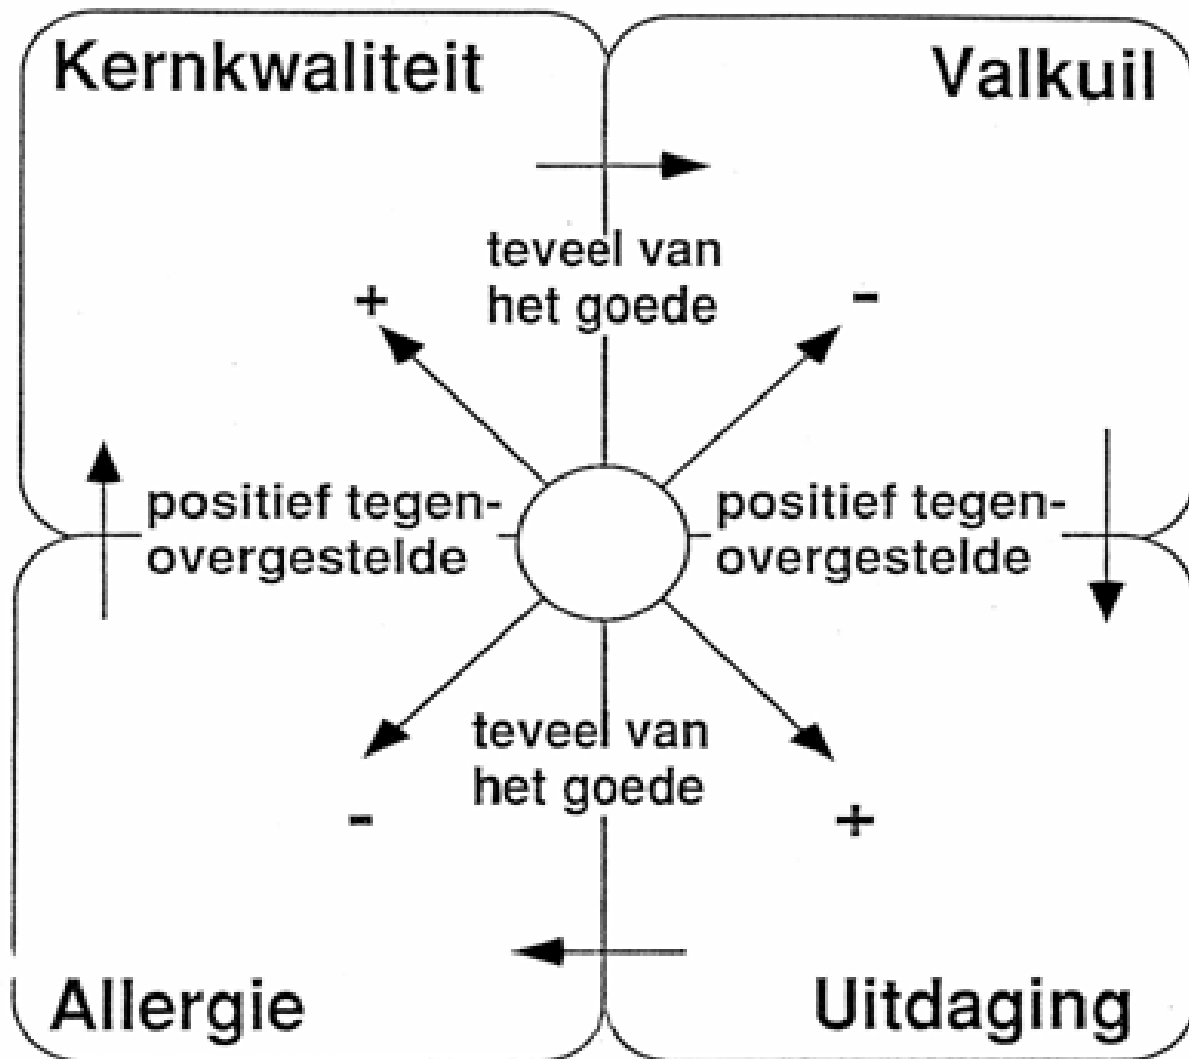 Kernkwaliteit
Valkuil
teveel van
het goede
+
-
positief tegen-
overgestelde
positief tegen-
overgestelde
teveel van
het goede
-
+
Allergie
Uitdaging